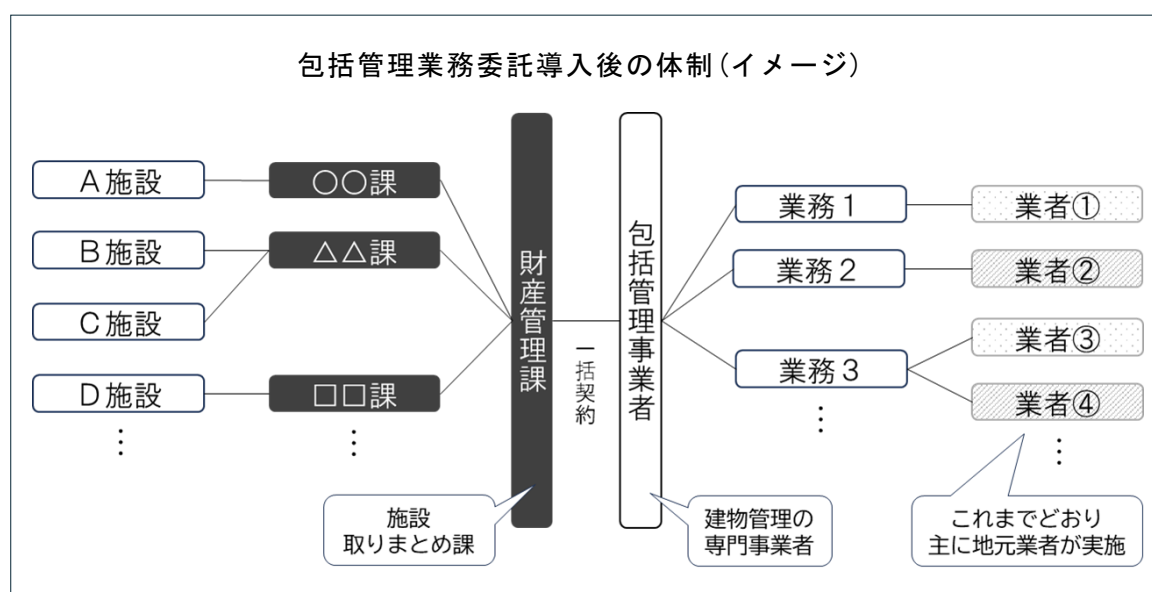 包括管理業務委託導入後の体制(イメージ)
A施設
B施設
C施設
D施設
⋮
○○課
△△課
□□課
⋮
財産管理課
一括契約
包括管理事業者
業務1
業務2
業務3
⋮
業者①
業者②
業者③
業者④
⋮
施設
取りまとめ課
建物管理の
専門事業者
これまでどおり
主に地元業者が実施